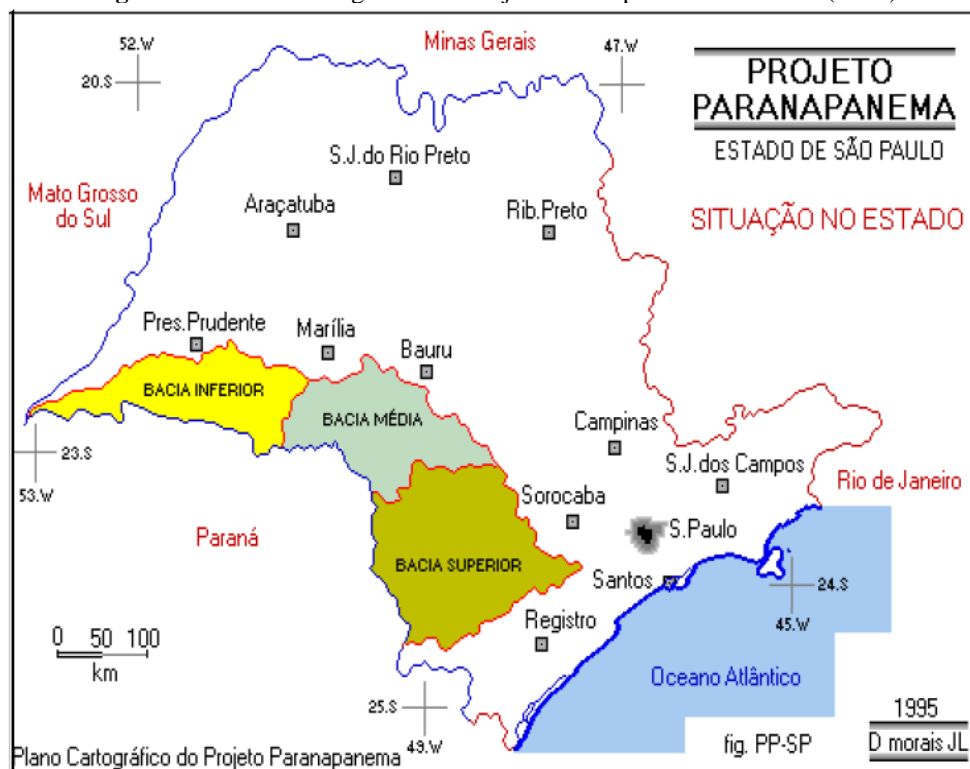 52.W
Minas Gerais
47.W
20.S
PROJETO
PARANAPANEMA
ESTADO DE SÃO PAULO
S.J.do Rio Preto
Mato Grosso
do Sul
Araçatuba
Rib.Preto
SITUAÇÃO NO ESTADO
Pres.Prudente
Marília
Bauru
BACIA INFERIOR
BACIA MÉDIA
Campinas
23.S
53.W
S.J.dos Campos
Rio de Janeiro
Sorocaba
Paraná
S.Paulo
BACIA SUPERIOR
Santos
24.S
45.W
Registro
0 50 100
km
Oceano Atlântico
25.S
49.W
1995
D morais JL
fig. PP-SP
Plano Cartográfico do Projeto Paranapanema